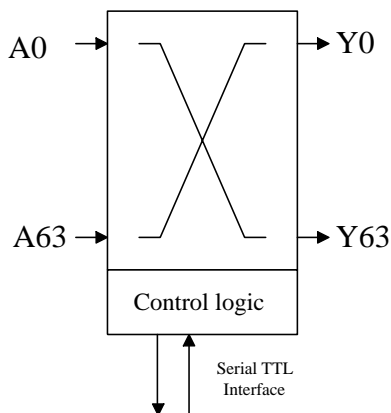 A0
Y0
A63
Y63
Control logic
Serial TTL
Interface